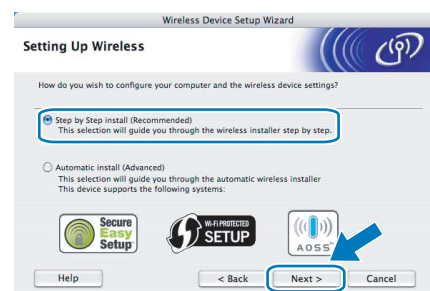 Wireless Device Setup Wizard
Setting Up Wireless
How do you wish to configure your computer and the wireless device settings?
Step by Step install (Recommended)
This selection will guide you through the wireless installer step by step.
Automatic install (Advanced)
This selection will guide you through the automatic wireless installer
This device supports the following systems:
Secure
Easy
Setup
Wi-Fi PROTECTED
SETUP
AOSS™
Help
< Back
Next >
Cancel